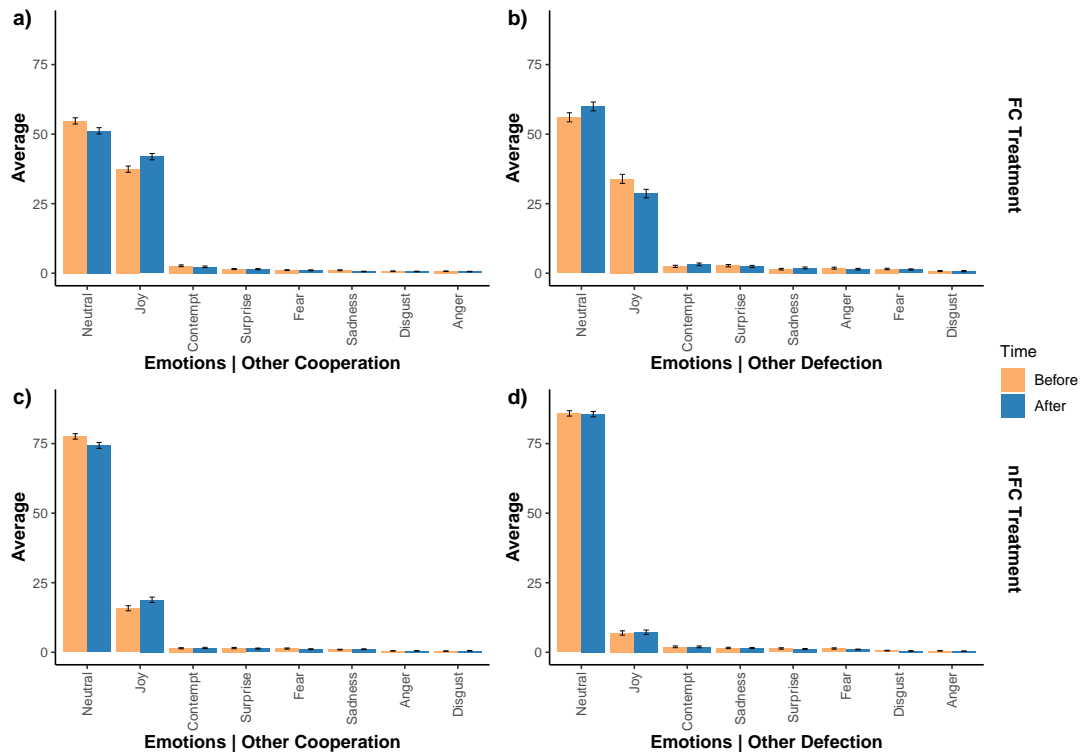 a)
75
50
25
0
Average
Neutral
Joy
Contempt
Surprise
Fear
Sadness
Disgust
Anger
Emotions | Other Cooperation
b)
75
50
25
0
Average
Neutral
Joy
Contempt
Surprise
Sadness
Anger
Fear
Disgust
Emotions | Other Defection
FC Treatment
Time
Before
After
c)
75
50
25
0
Average
Neutral
Joy
Contempt
Surprise
Fear
Sadness
Anger
Disgust
Emotions | Other Cooperation
d)
75
50
25
0
Average
Neutral
Joy
Contempt
Sadness
Surprise
Fear
Disgust
Anger
Emotions | Other Defection
nFC Treatment